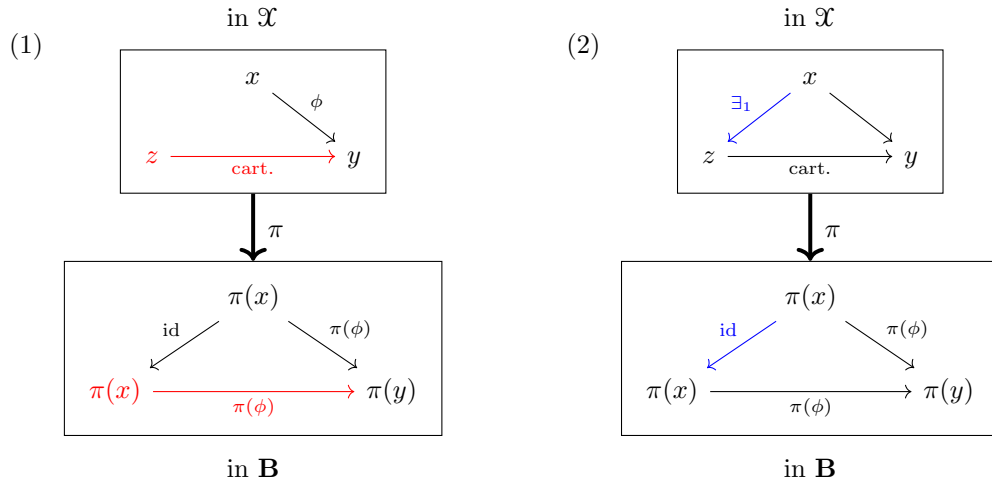 in 𝔛 in 𝔛
(1) (2)
x x
ϕ ∃₁
z cart. y z cart. y
π π
π(x) π(x)
id π(ϕ) id π(ϕ)
π(x) π(ϕ) π(y) π(x) π(ϕ) π(y)
in B in B